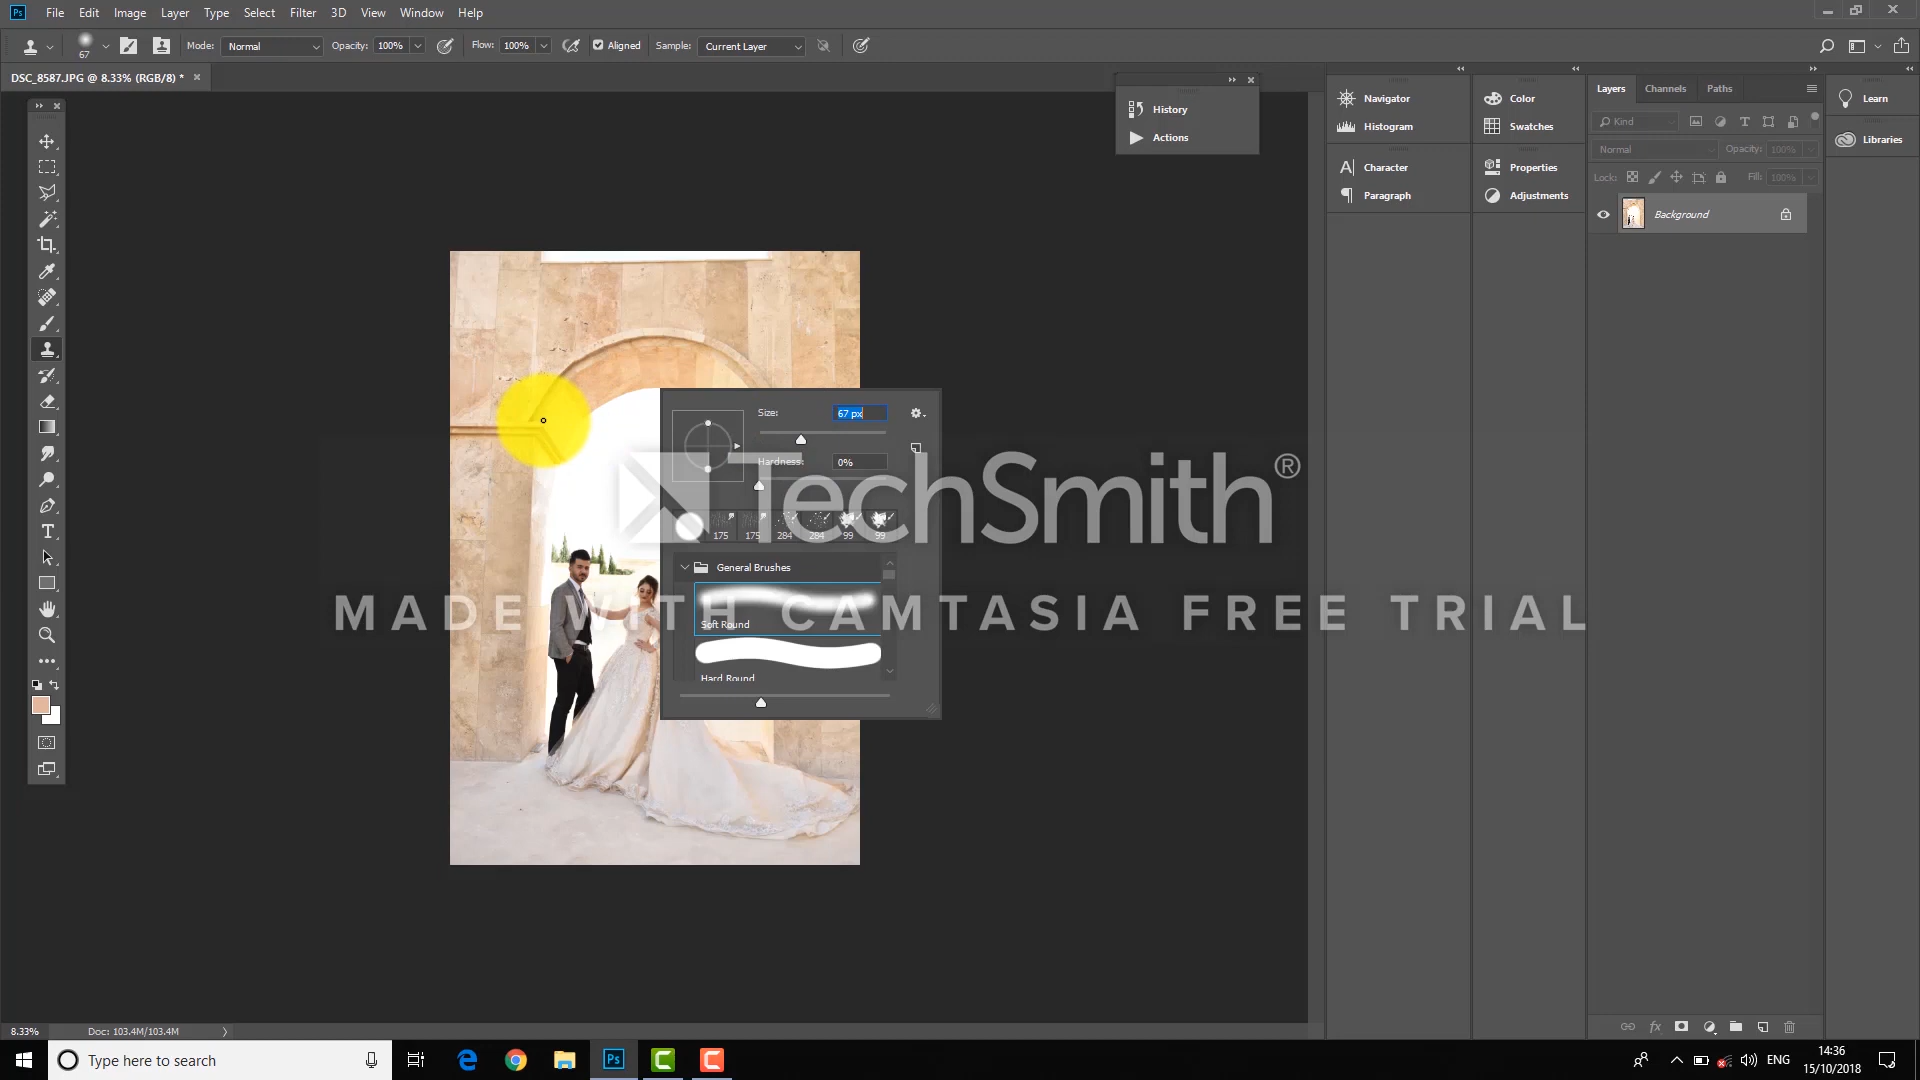 Ps File Edit Image Layer Type Select Filter 3D View Window Help
67 Mode: Normal Opacity: 100% Flow: 100% Aligned Sample: Current Layer
DSC_8587.JPG @ 8.33% (RGB/8) *
History
Actions
Navigator
Histogram
Character
Paragraph
Color
Swatches
Properties
Adjustments
Layers Channels Paths
Kind
Normal Opacity: 100%
Lock: Fill: 100%
Background
Learn
Libraries
Size: 67 px
Hardness: 0%
175 175 284 284 99 99
General Brushes
Soft Round
Hard Round
TechSmith®
MADE WITH CAMTASIA FREE TRIAL
8.33% Doc: 103.4M/103.4M
Type here to search
Ps
ENG
14:36
15/10/2018